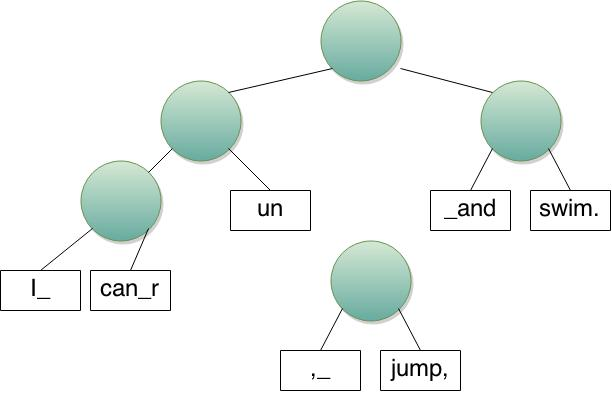 un
_and
swim.
I_
can_r
,_
jump,